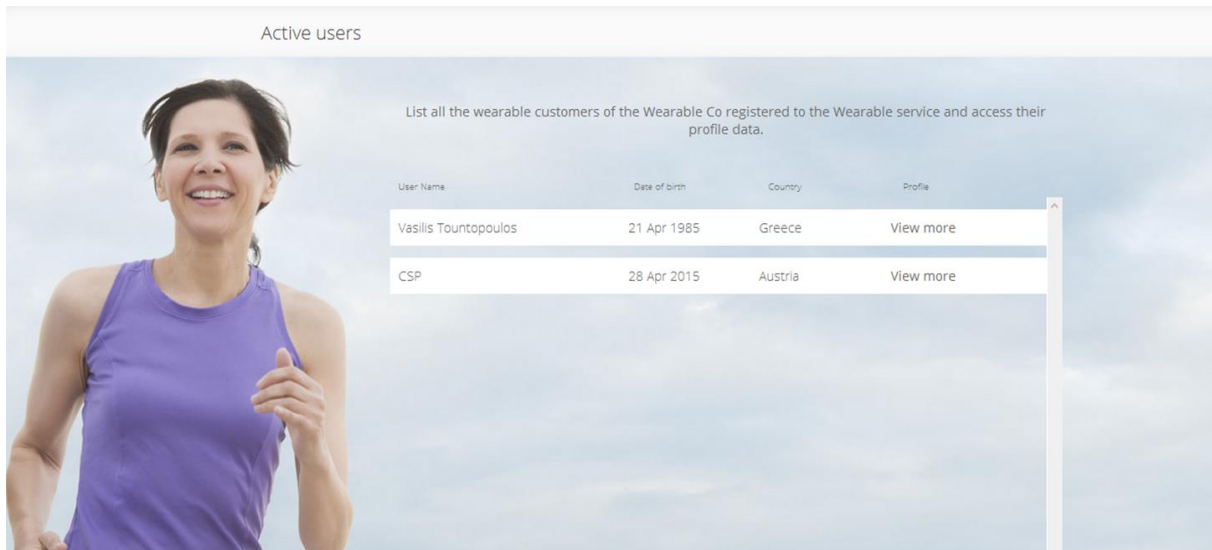 Active users
List all the wearable customers of the Wearable Co registered to the Wearable service and access their
profile data.
User Name Date of birth Country Profile
Vasilis Tountopoulos 21 Apr 1985 Greece View more
CSP 28 Apr 2015 Austria View more